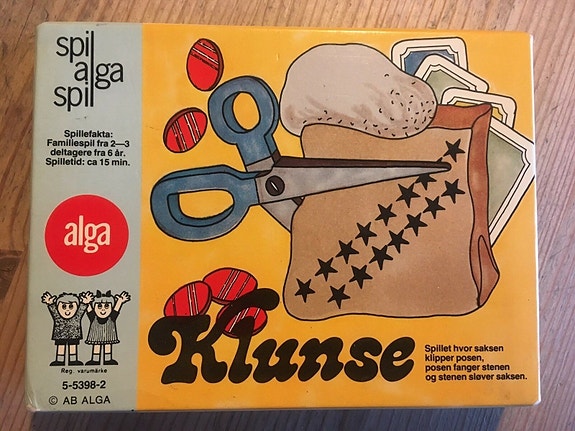 spil
alga
spil
Spillefakta:
Familiespil fra 2—3
deltagere fra 6 år.
Spilletid: ca 15 min.
alga
Reg. varumärke
5-5398-2
© AB ALGA
Klunse
Spillet hvor saksen
klipper posen,
posen fanger stenen
og stenen sløver saksen.